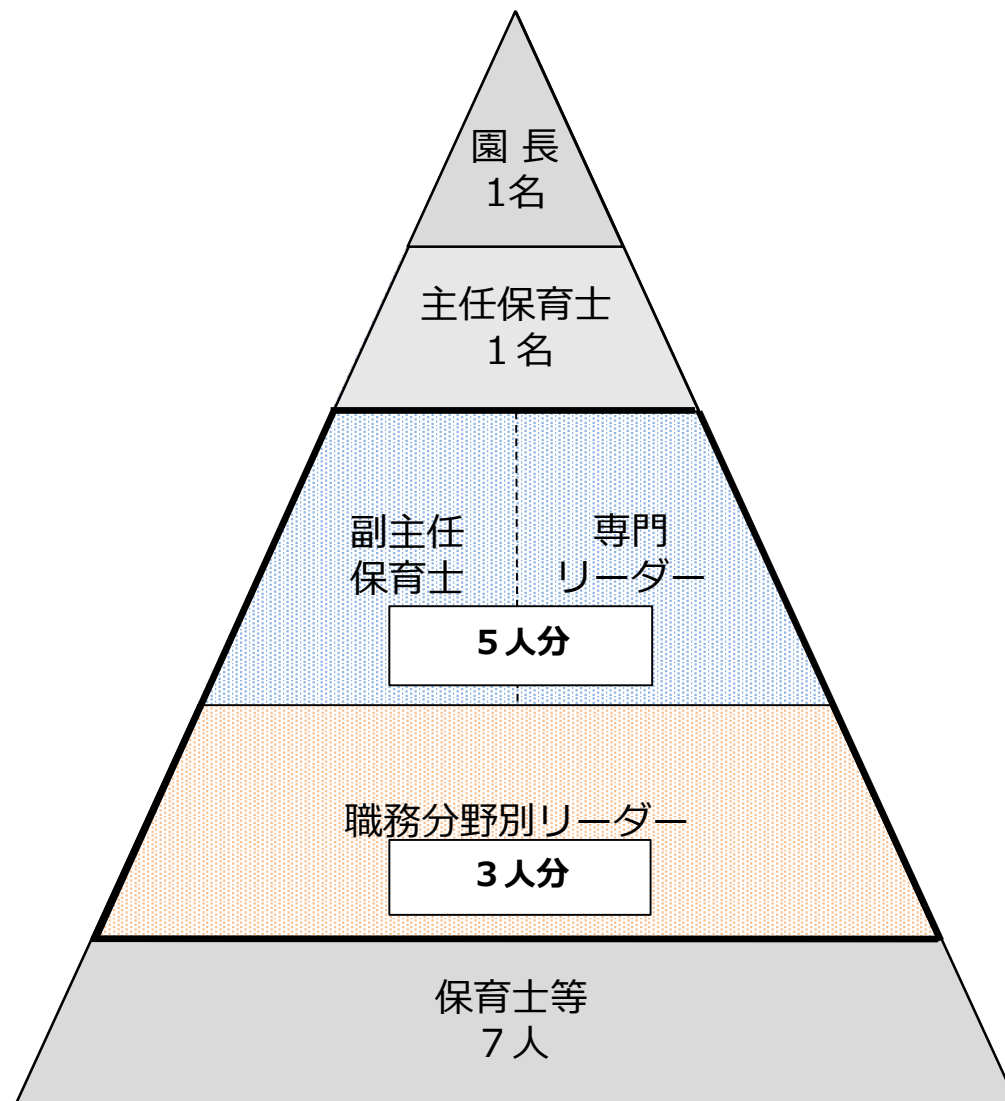 園 長
1名
主任保育士
１名
副主任
保育士
専門
リーダー
５人分
職務分野別リーダー
３人分
保育士等
７人